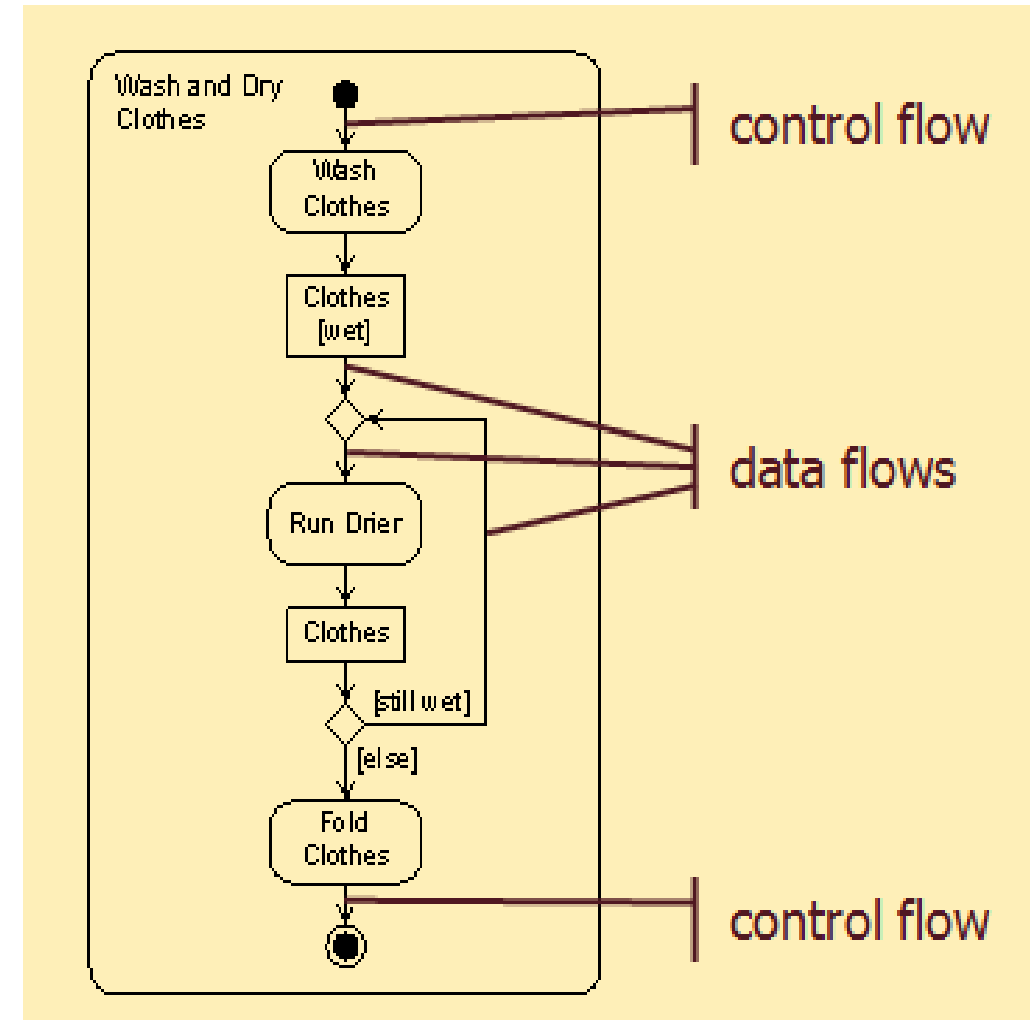 Wash and Dry
Clothes
control flow
Wash
Clothes
Clothes
[wet]
data flows
Run Drier
Clothes
[still wet]
[else]
Fold
Clothes
control flow